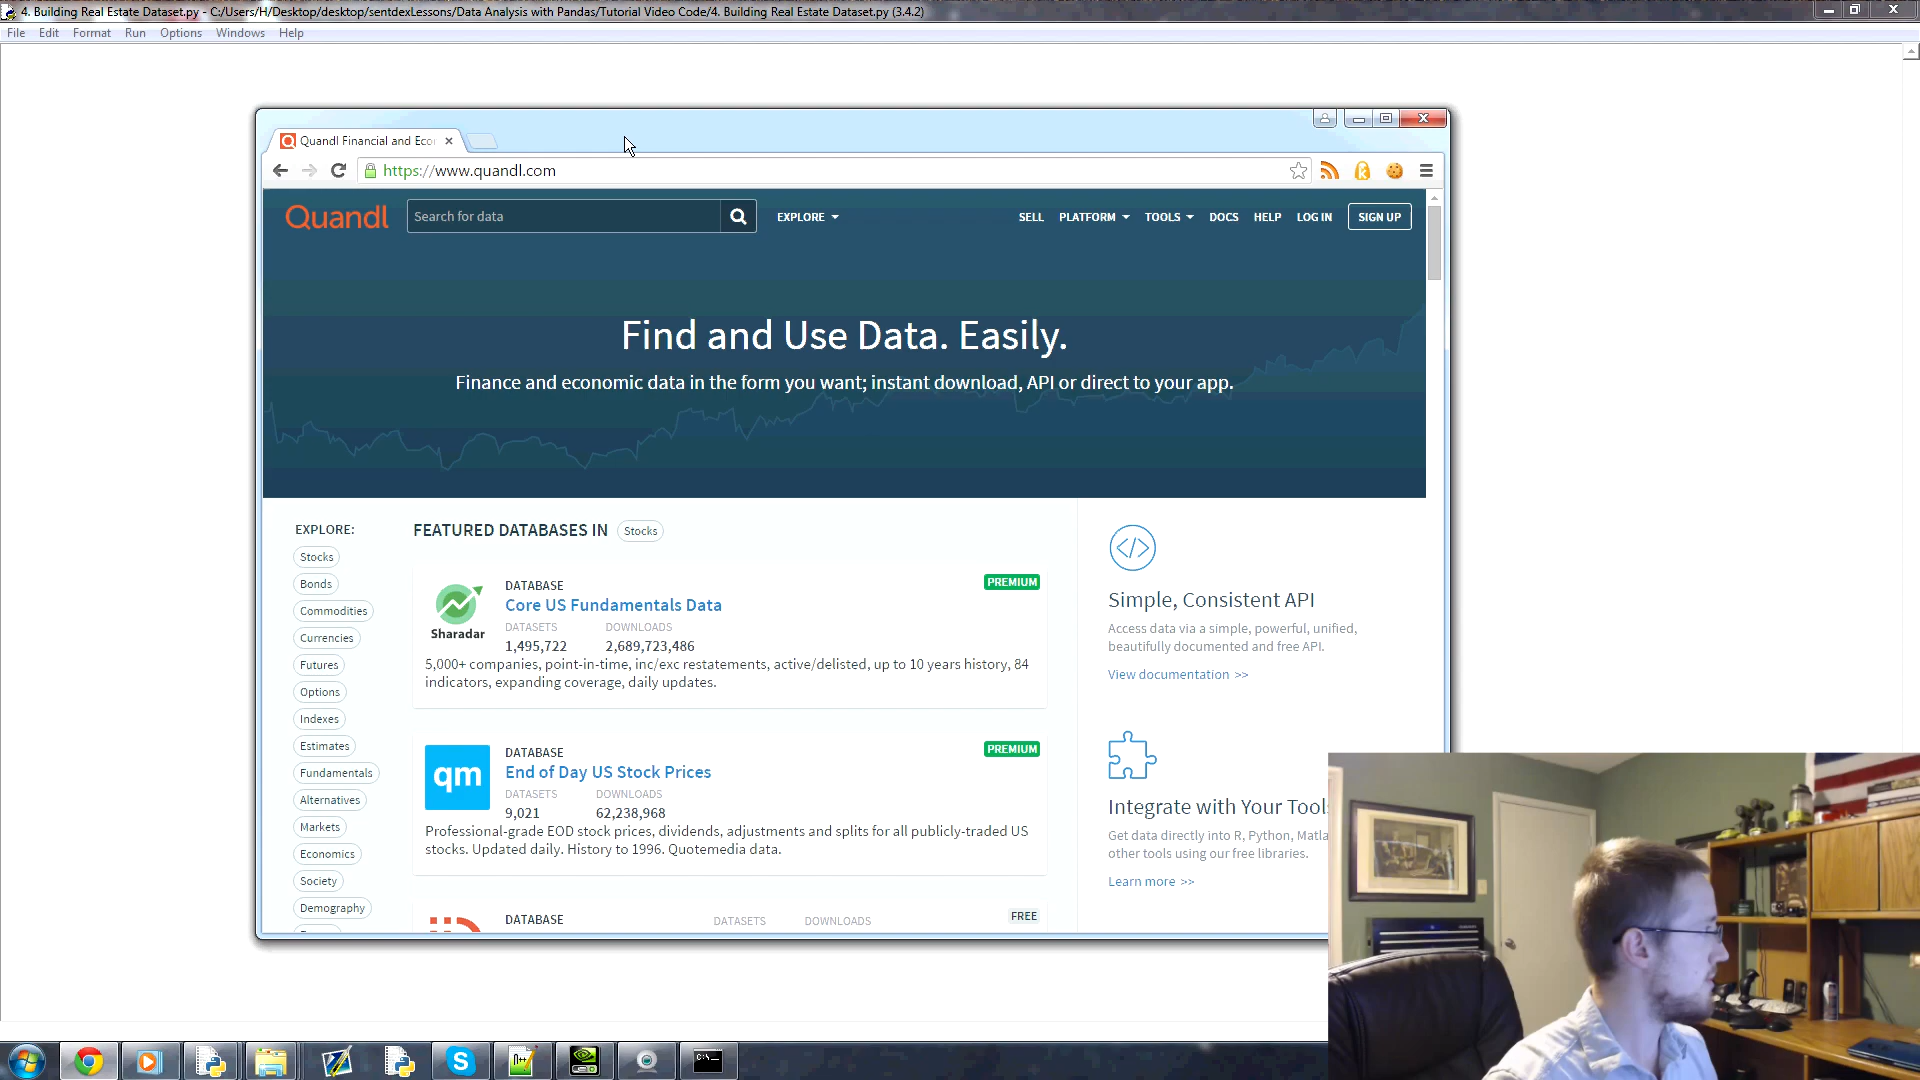 4. Building Real Estate Dataset.py - C:/Users/H/Desktop/desktop/sentdexLessons/Data Analysis with Pandas/Tutorial Video Code/4. Building Real Estate Dataset.py (3.4.2)
File Edit Format Run Options Windows Help
Quandl Financial and Eco
https://www.quandl.com
Quandl
Search for data
EXPLORE
SELL PLATFORM TOOLS DOCS HELP LOG IN SIGN UP
Find and Use Data. Easily.
Finance and economic data in the form you want; instant download, API or direct to your app.
EXPLORE:
Stocks
Bonds
Commodities
Currencies
Futures
Options
Indexes
Estimates
Fundamentals
Alternatives
Markets
Economics
Society
Demography
FEATURED DATABASES IN Stocks
Sharadar
DATABASE
PREMIUM
Core US Fundamentals Data
DATASETS DOWNLOADS
1,495,722 2,689,723,486
5,000+ companies, point-in-time, inc/exc restatements, active/delisted, up to 10 years history, 84
indicators, expanding coverage, daily updates.
qm
DATABASE
PREMIUM
End of Day US Stock Prices
DATASETS DOWNLOADS
9,021 62,238,968
Professional-grade EOD stock prices, dividends, adjustments and splits for all publicly-traded US
stocks. Updated daily. History to 1996. Quotemedia data.
DATABASE DATASETS DOWNLOADS FREE
Simple, Consistent API
Access data via a simple, powerful, unified,
beautifully documented and free API.
View documentation >>
Integrate with Your Tools
Get data directly into R, Python, Matla
other tools using our free libraries.
Learn more >>